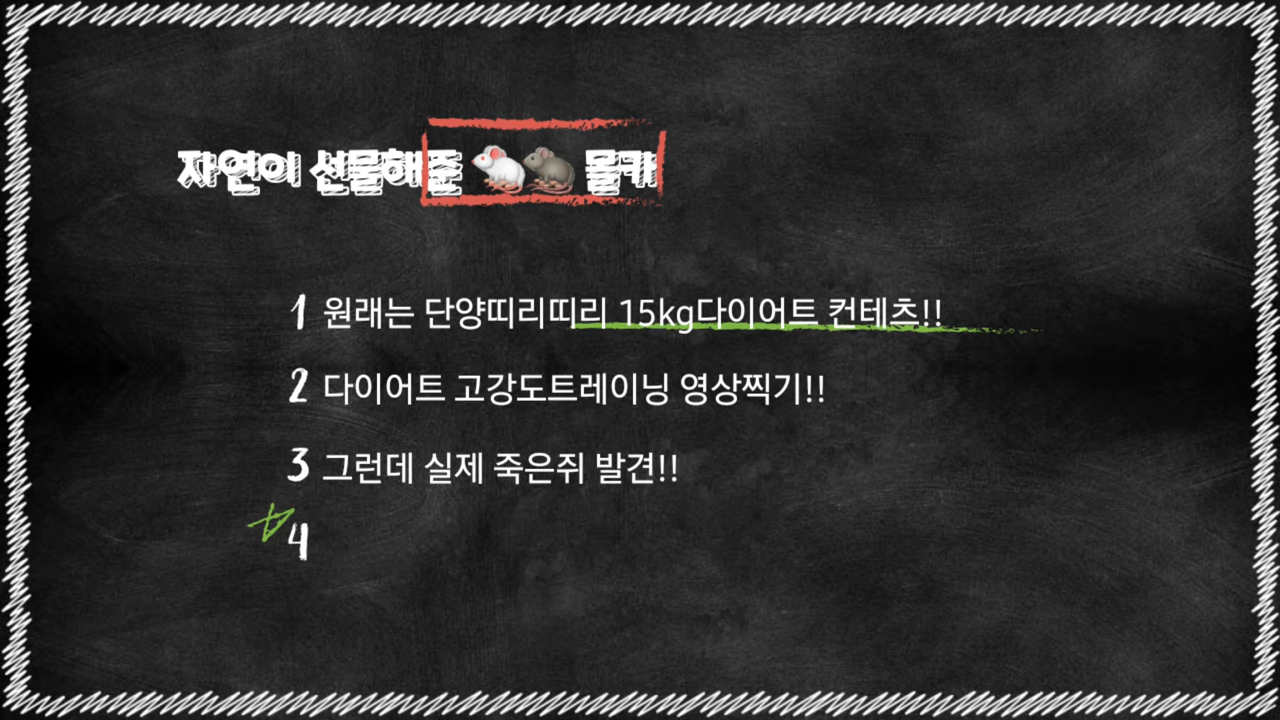 자연이 선물해준 🐁🐀 몰카
1 원래는 단양띠리띠리 15kg다이어트 컨테츠!!
2 다이어트 고강도트레이닝 영상찍기!!
3 그런데 실제 죽은쥐 발견!!
4